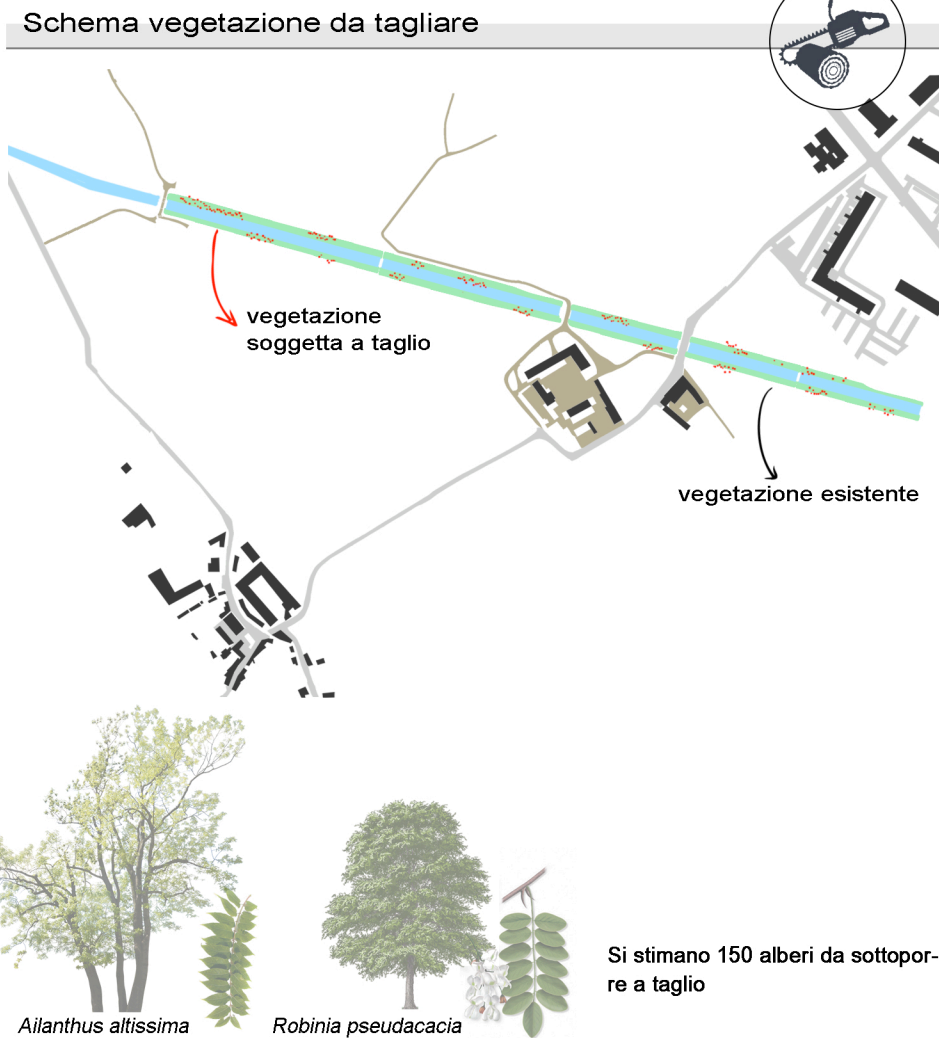 Schema vegetazione da tagliare
vegetazione
soggetta a taglio
vegetazione esistente
Si stimano 150 alberi da sottopor-
re a taglio
Ailanthus altissima
Robinia pseudacacia